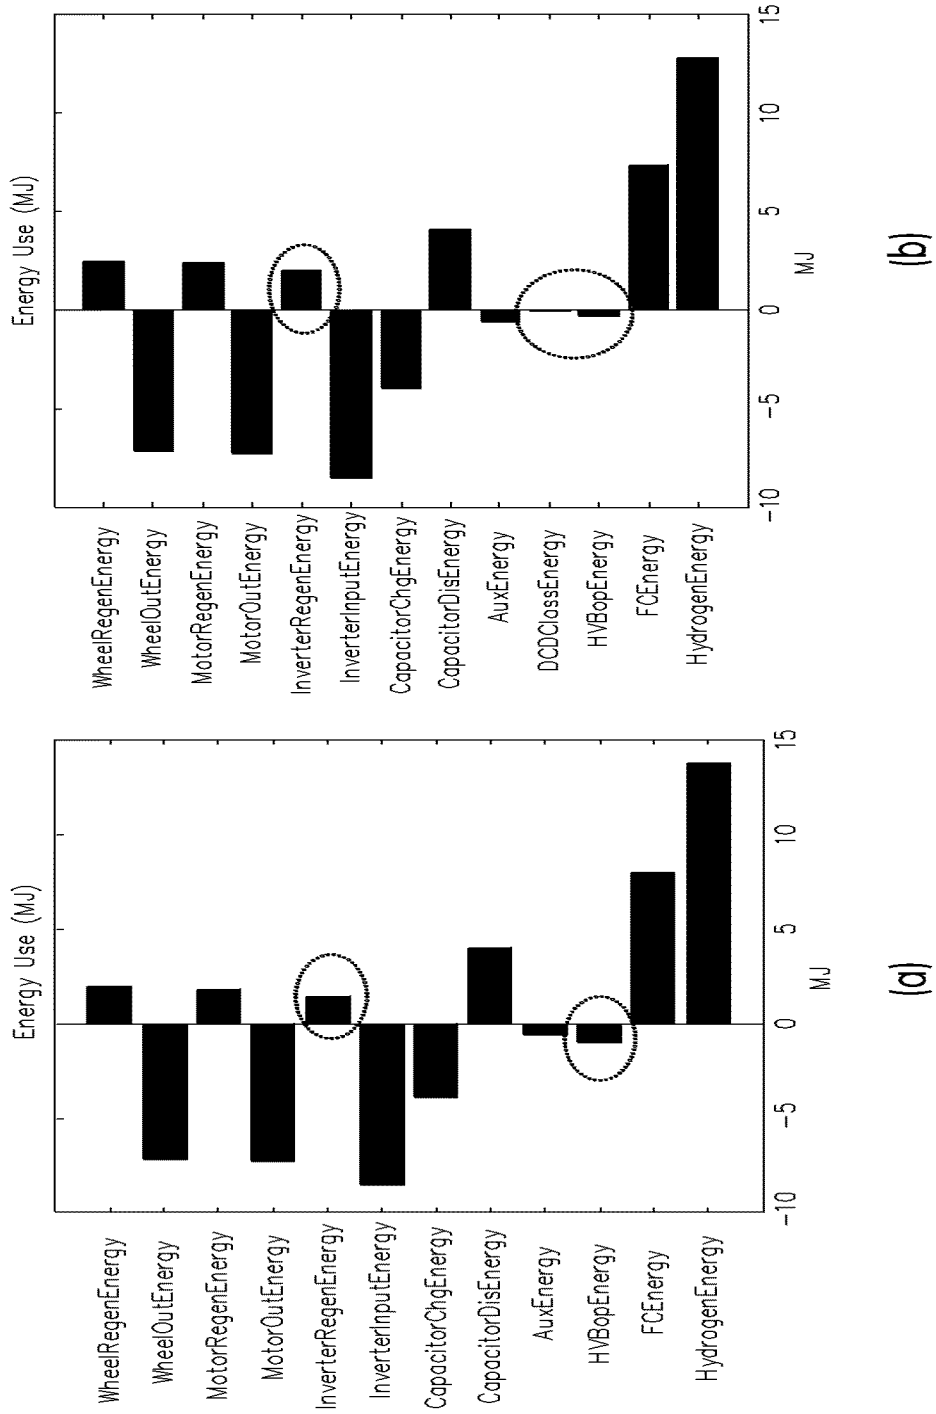 Energy Use (MJ)
WheelRegenEnergy
WheelOutEnergy
MotorRegenEnergy
MotorOutEnergy
InverterRegenEnergy
InverterInputEnergy
CapacitorChgEnergy
CapacitorDisEnergy
AuxEnergy
HVBopEnergy
FCEnergy
HydrogenEnergy
-10 -5 0 5 10 15
MJ
(a)
Energy Use (MJ)
WheelRegenEnergy
WheelOutEnergy
MotorRegenEnergy
MotorOutEnergy
InverterRegenEnergy
InverterInputEnergy
CapacitorChgEnergy
CapacitorDisEnergy
AuxEnergy
DCDClossEnergy
HVBopEnergy
FCEnergy
HydrogenEnergy
-10 -5 0 5 10 15
MJ
(b)